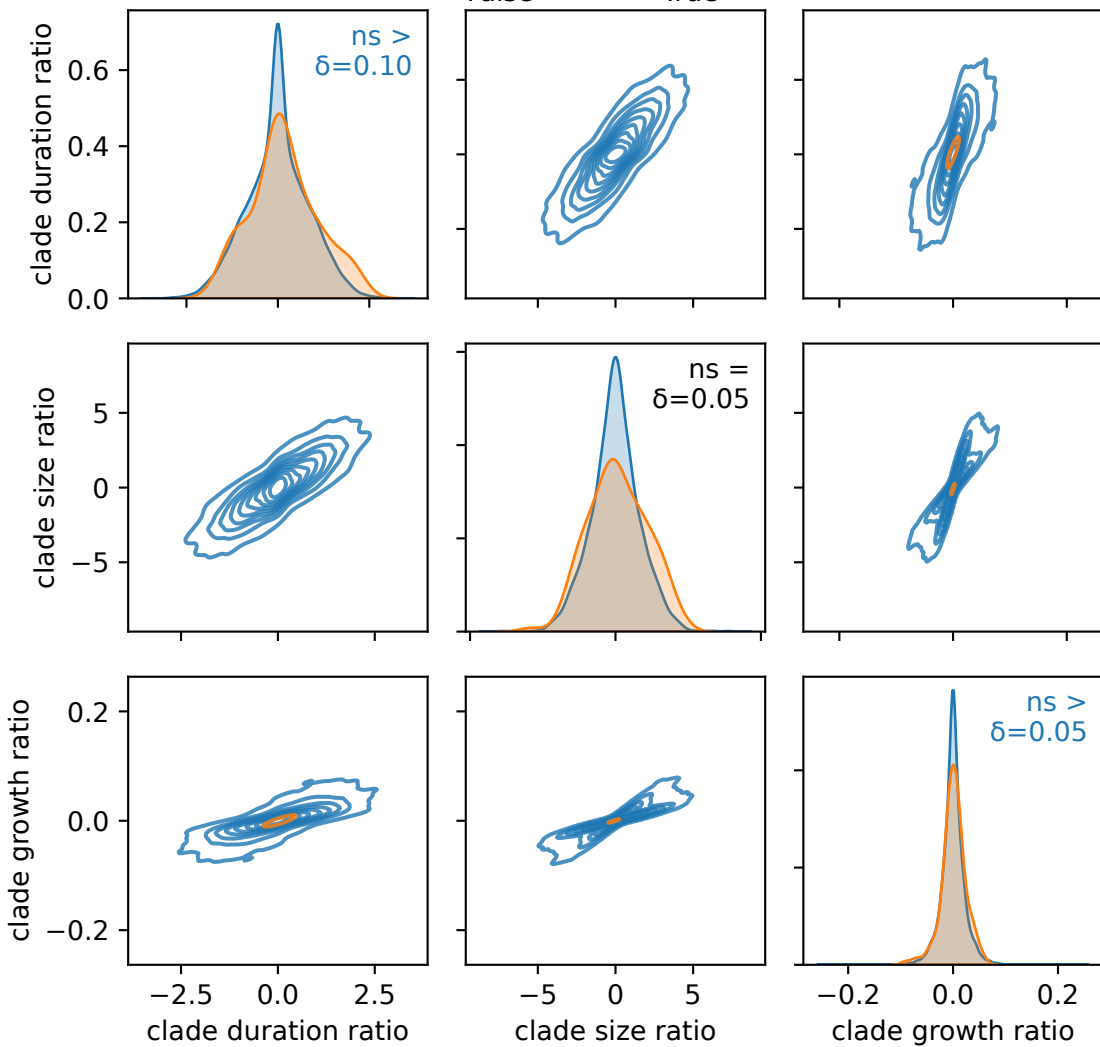 ns >
δ=0.10
clade duration ratio
0.6
0.4
0.2
0.0
ns =
δ=0.05
clade size ratio
5
0
−5
ns >
δ=0.05
clade growth ratio
0.2
0.0
−0.2
−2.5 0.0 2.5 −5 0 5 −0.2 0.0 0.2
clade duration ratio clade size ratio clade growth ratio